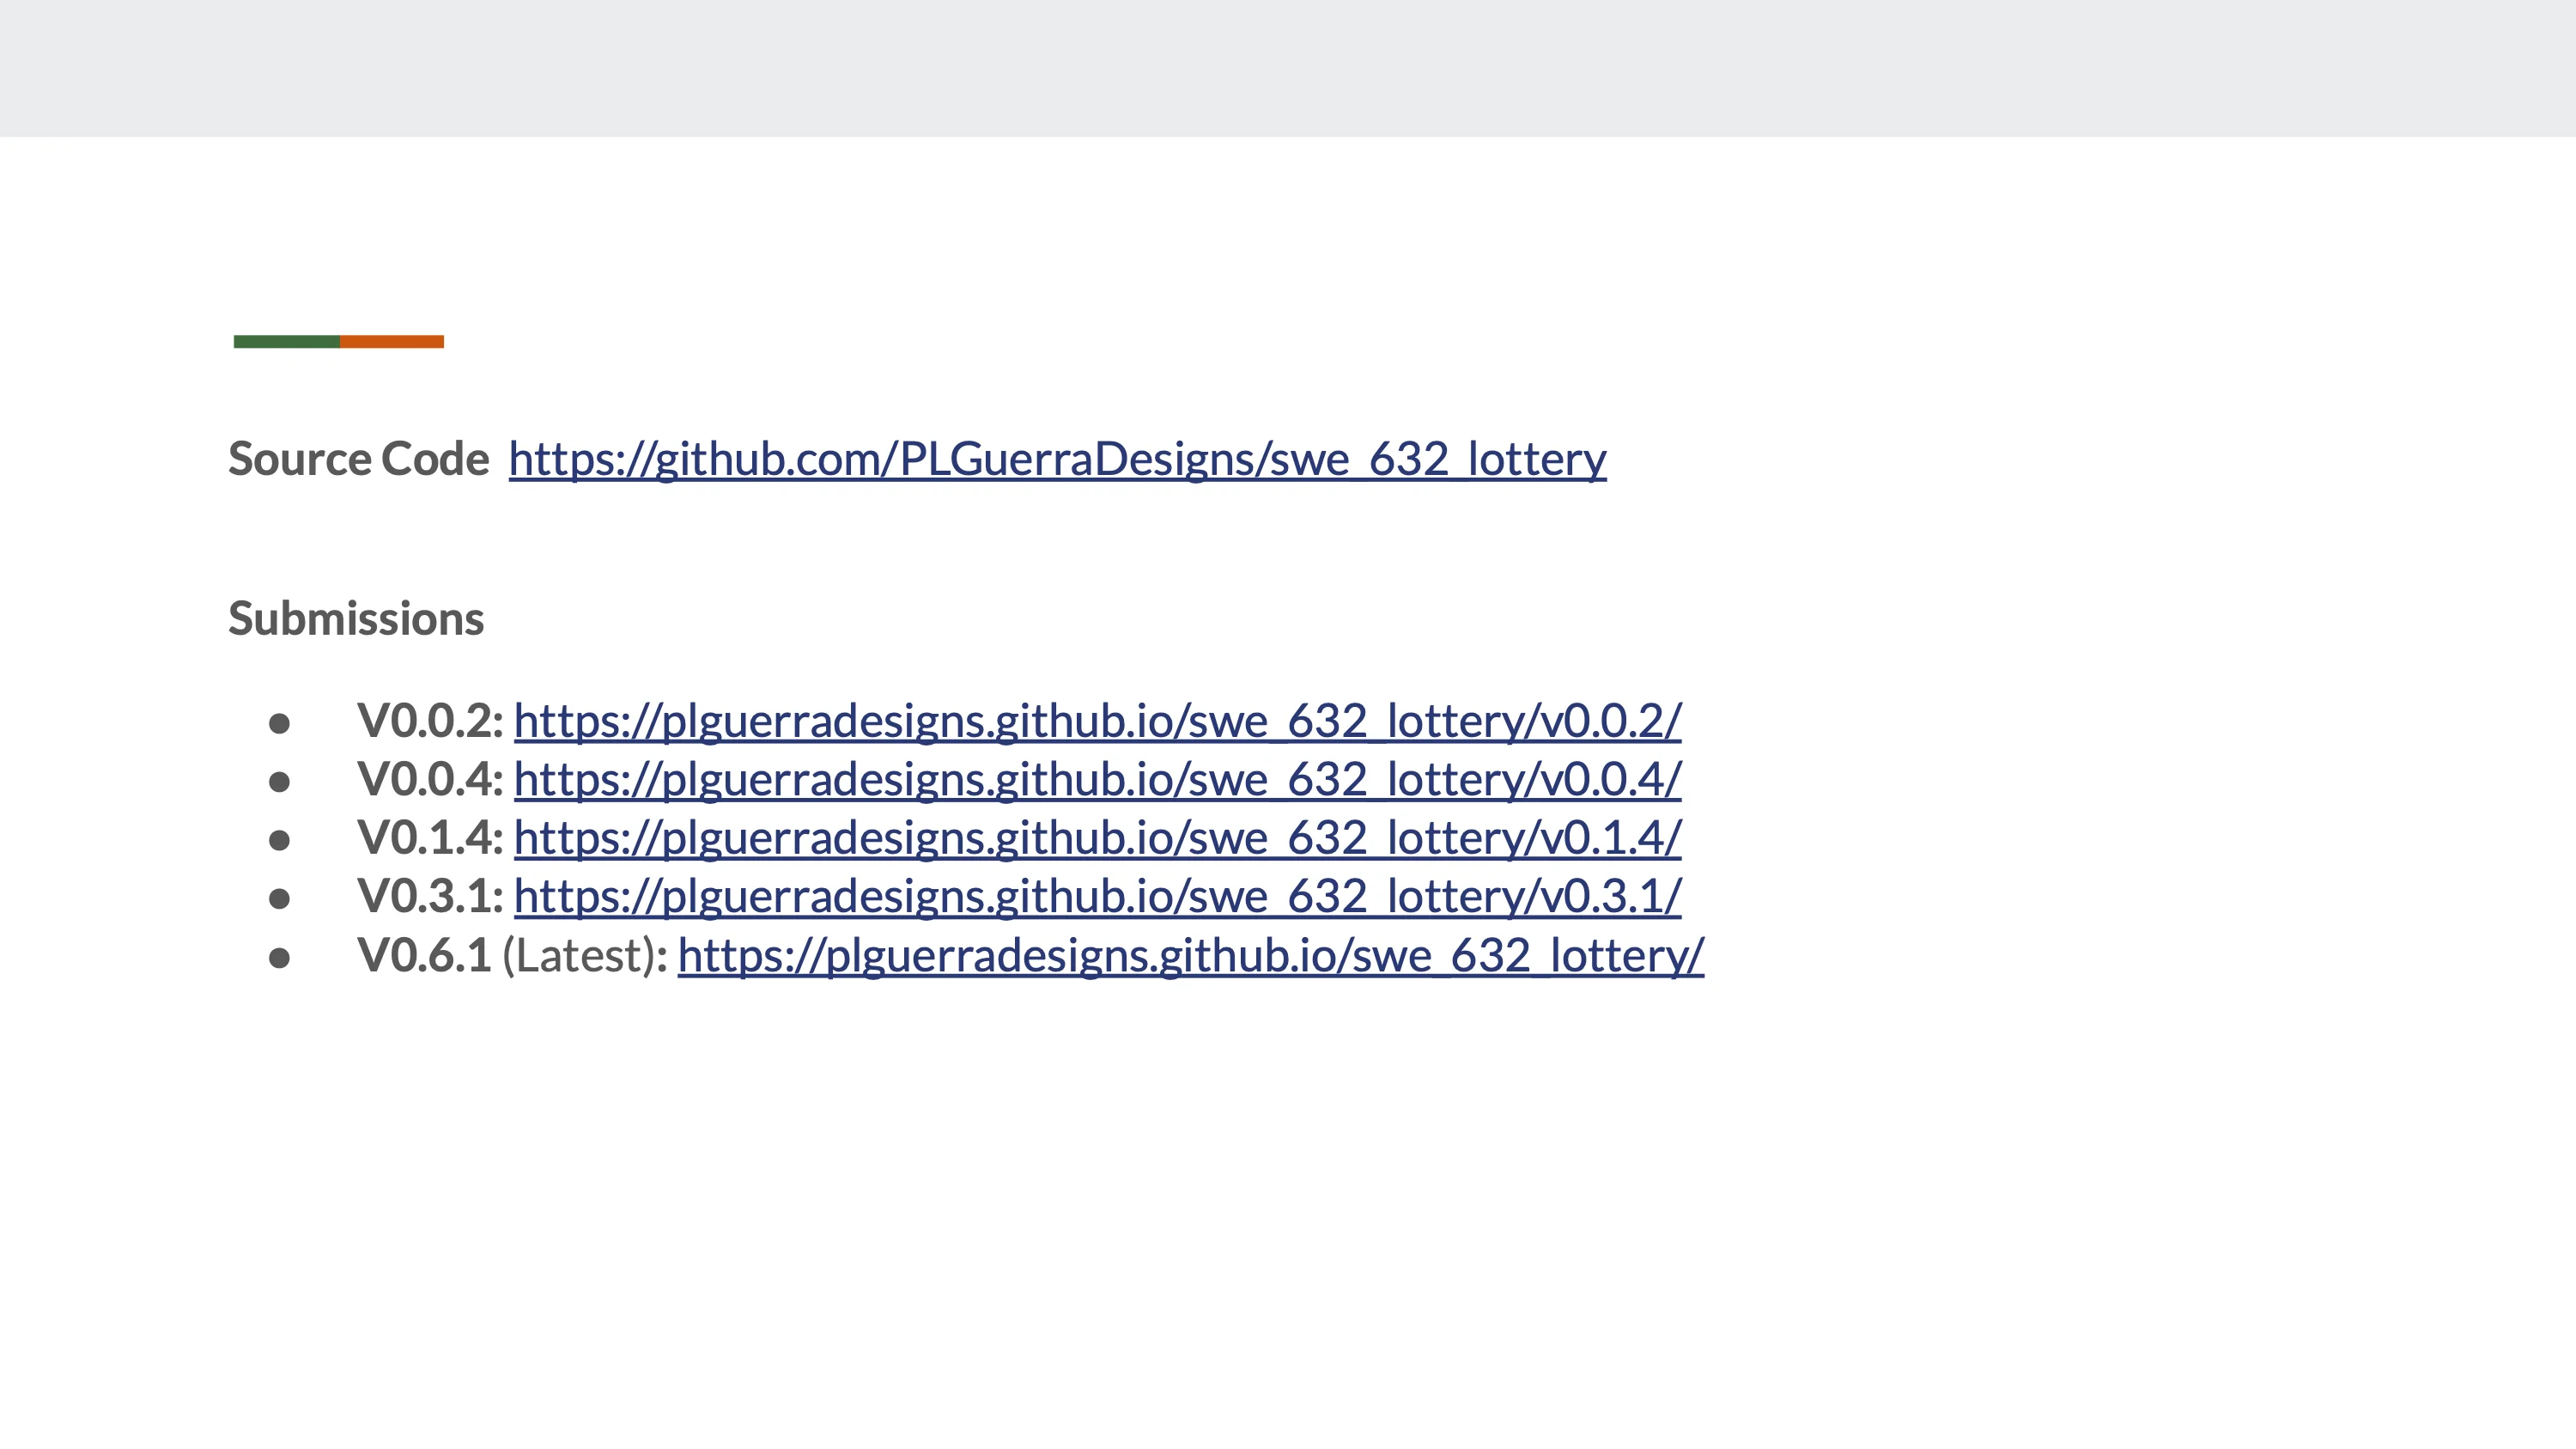 Source Code https://github.com/PLGuerraDesigns/swe_632_lottery
Submissions
● V0.0.2: https://plguerradesigns.github.io/swe_632_lottery/v0.0.2/
● V0.0.4: https://plguerradesigns.github.io/swe_632_lottery/v0.0.4/
● V0.1.4: https://plguerradesigns.github.io/swe_632_lottery/v0.1.4/
● V0.3.1: https://plguerradesigns.github.io/swe_632_lottery/v0.3.1/
● V0.6.1 (Latest): https://plguerradesigns.github.io/swe_632_lottery/